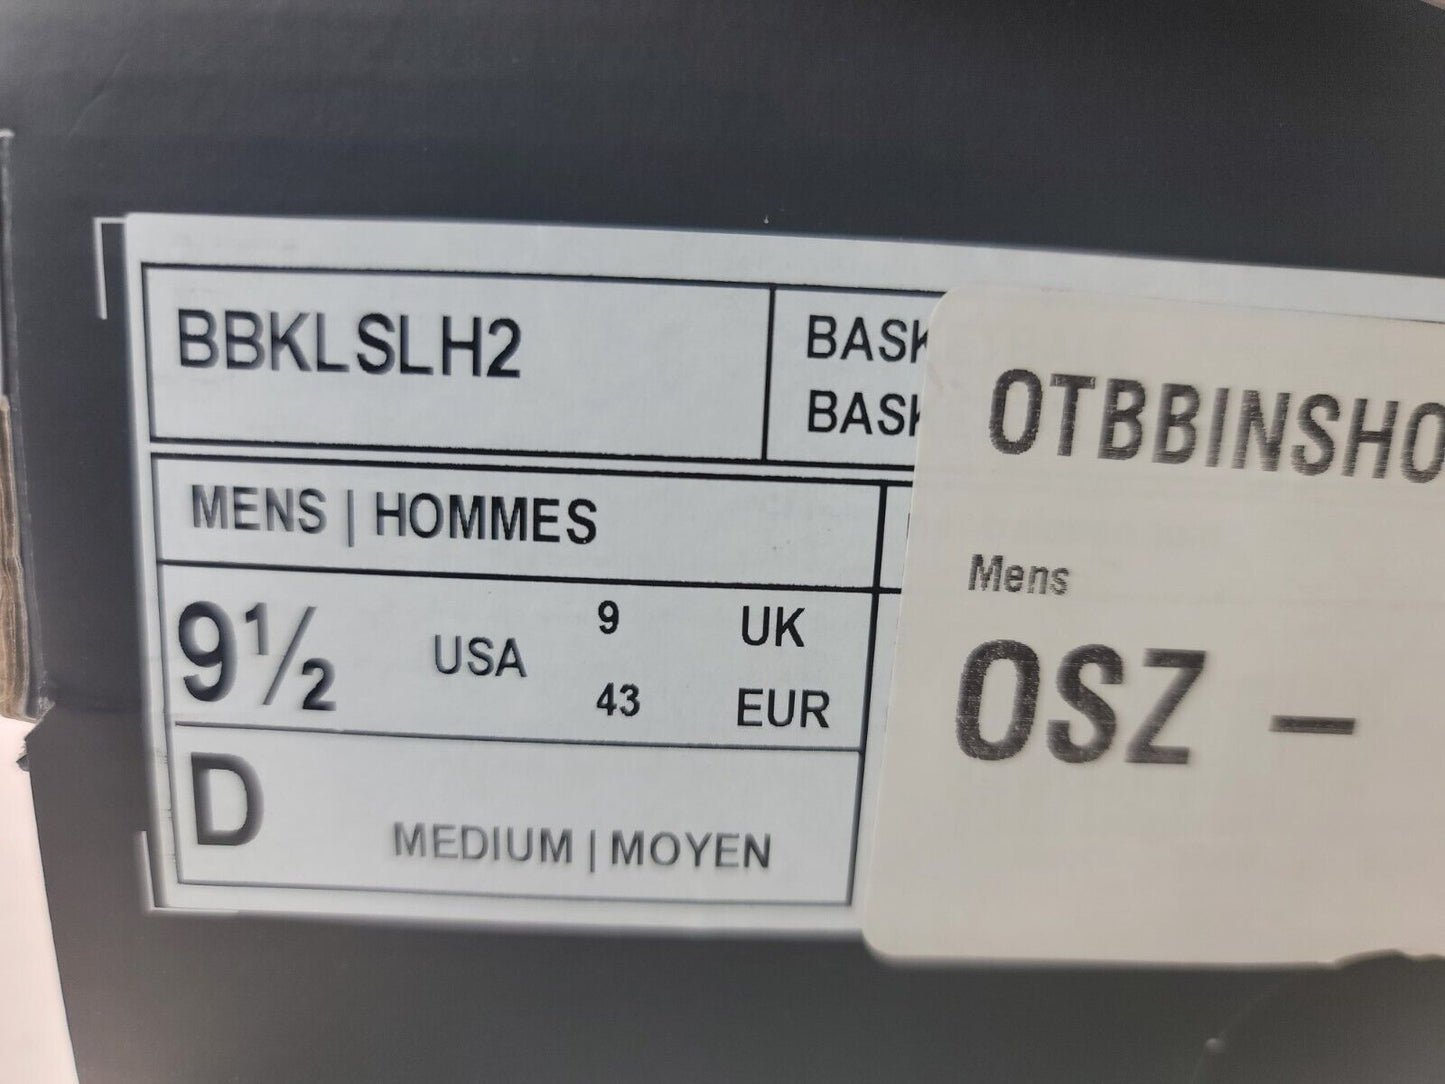 BBKLSLH2
BASK
BASK
MENS | HOMMES
9½ USA 9 UK
43 EUR
D MEDIUM | MOYEN
OTBBINSHO
Mens
OSZ –